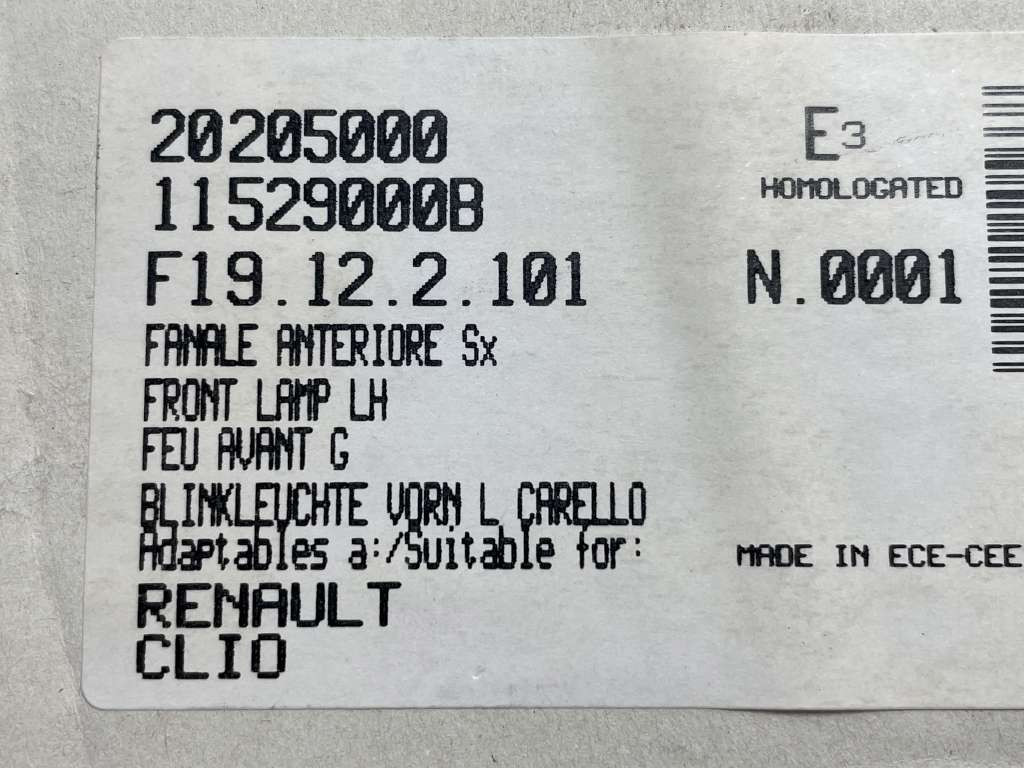 20205000
E3
HOMOLOGATED
11529000B
F19.12.2.101
N.0001
FANALE ANTERIORE Sx
FRONT LAMP LH
FEU AVANT G
BLINKLEUCHTE VORN L CARELLO
Adaptables a:/Suitable for:
MADE IN ECE-CEE
RENAULT
CLIO